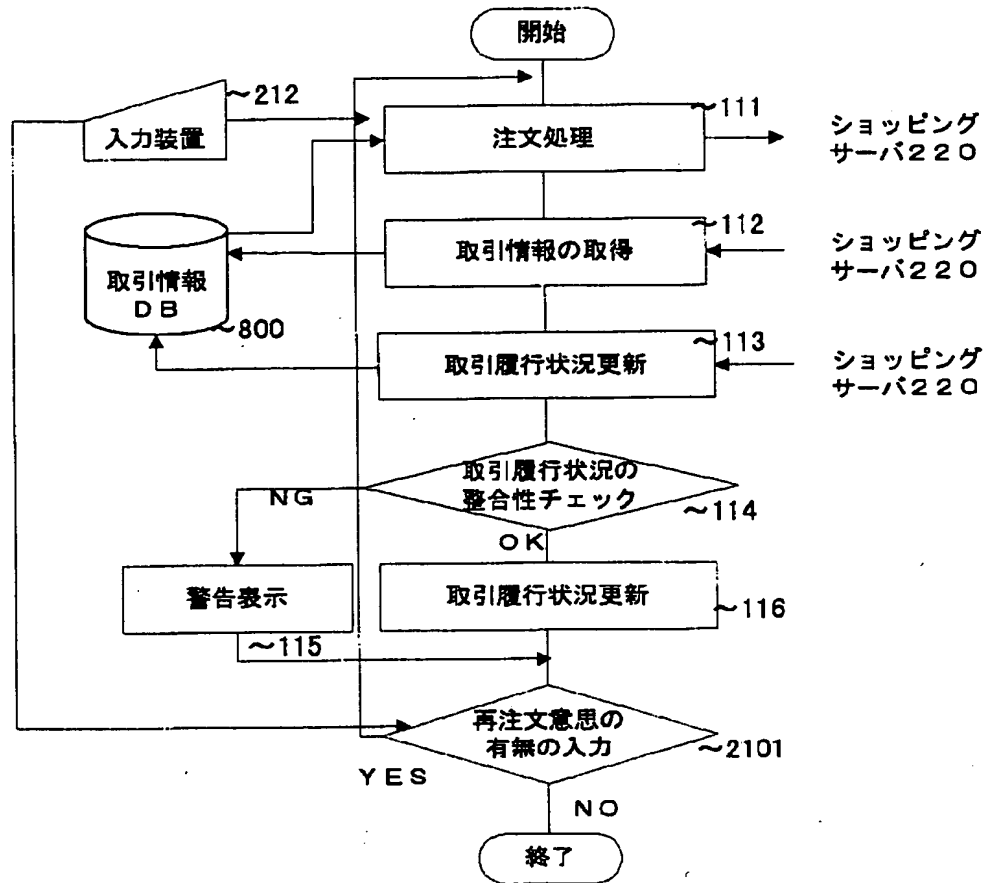 開始
～212
入力装置
～111
注文処理
ショッピング
サーバ２２０
～112
取引情報の取得
ショッピング
サーバ２２０
取引情報
ＤＢ
～800
～113
取引履行状況更新
ショッピング
サーバ２２０
取引履行状況の
整合性チェック
～114
ＮＧ
ＯＫ
警告表示
～115
取引履行状況更新
～116
再注文意思の
有無の入力
～2101
ＹＥＳ
ＮＯ
終了